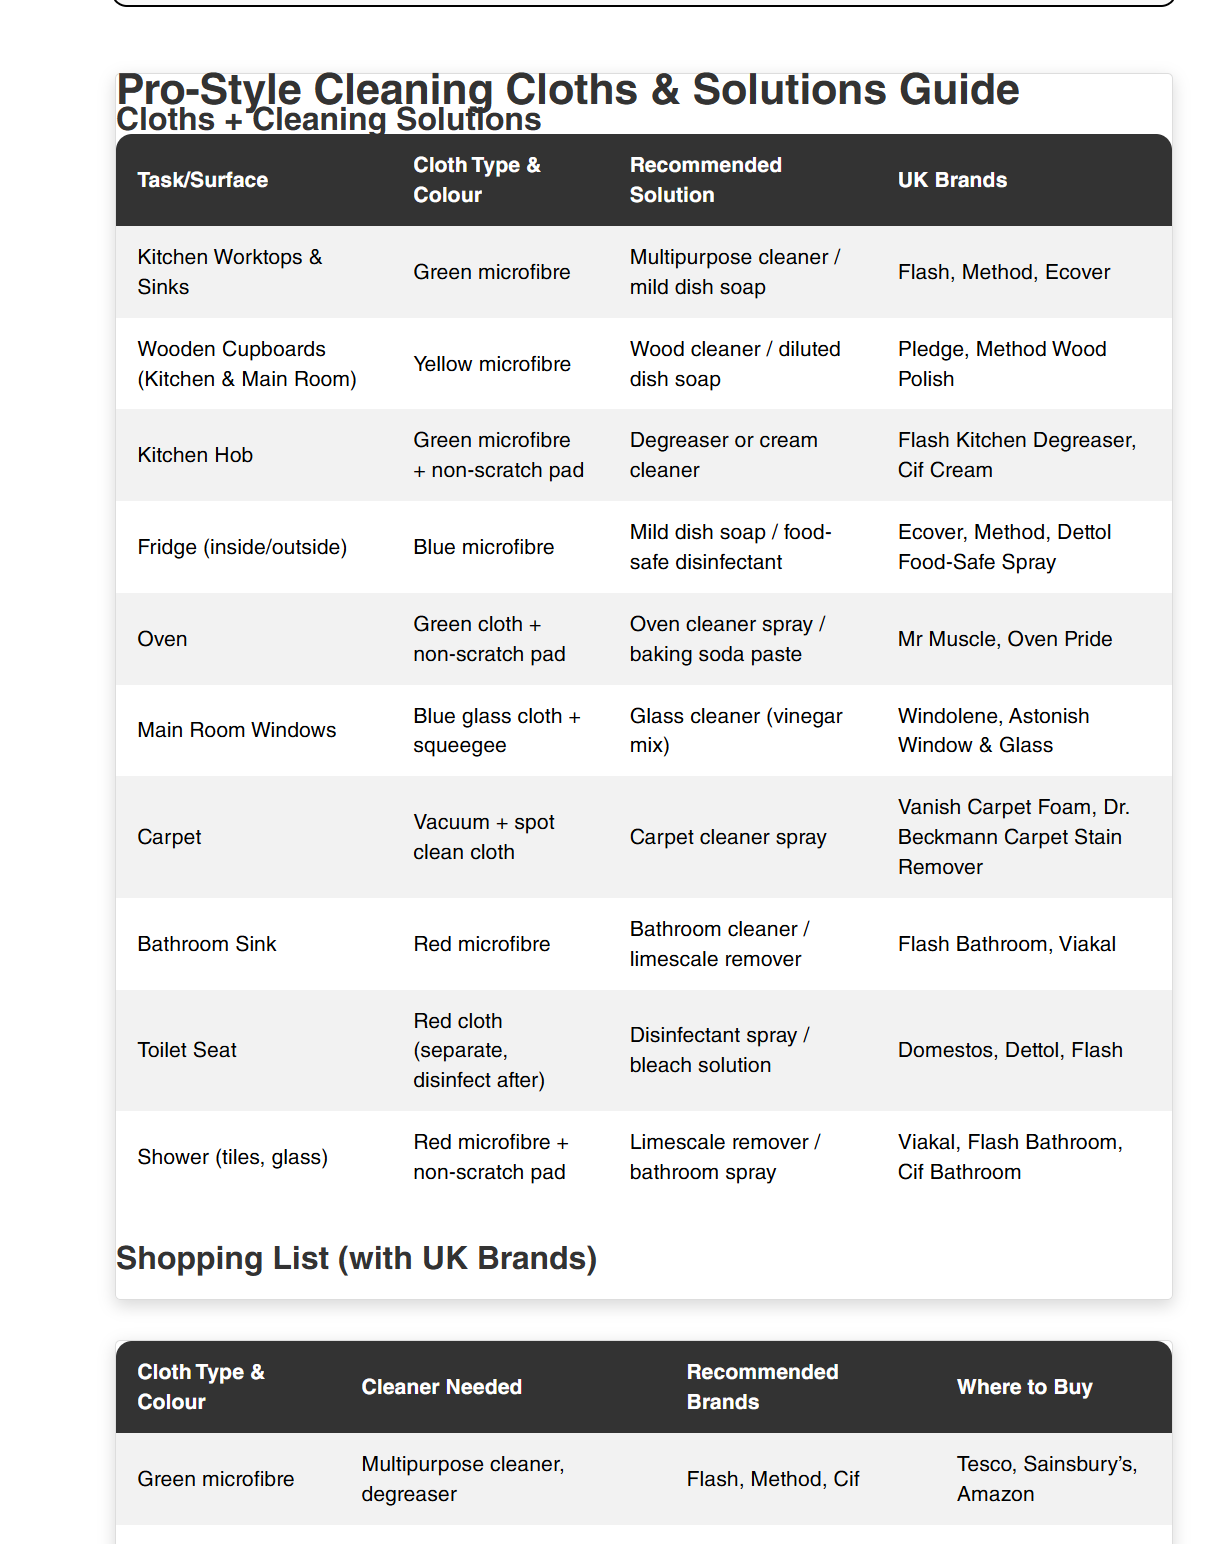 Pro-Style Cleaning Cloths & Solutions Guide
Cloths + Cleaning Solutions
Task/Surface
Cloth Type &
Colour
Recommended
Solution
UK Brands
Kitchen Worktops &
Sinks
Green microfibre
Multipurpose cleaner /
mild dish soap
Flash, Method, Ecover
Wooden Cupboards
(Kitchen & Main Room)
Yellow microfibre
Wood cleaner / diluted
dish soap
Pledge, Method Wood
Polish
Kitchen Hob
Green microfibre
+ non-scratch pad
Degreaser or cream
cleaner
Flash Kitchen Degreaser,
Cif Cream
Fridge (inside/outside)
Blue microfibre
Mild dish soap / food-
safe disinfectant
Ecover, Method, Dettol
Food-Safe Spray
Oven
Green cloth +
non-scratch pad
Oven cleaner spray /
baking soda paste
Mr Muscle, Oven Pride
Main Room Windows
Blue glass cloth +
squeegee
Glass cleaner (vinegar
mix)
Windolene, Astonish
Window & Glass
Carpet
Vacuum + spot
clean cloth
Carpet cleaner spray
Vanish Carpet Foam, Dr.
Beckmann Carpet Stain
Remover
Bathroom Sink
Red microfibre
Bathroom cleaner /
limescale remover
Flash Bathroom, Viakal
Toilet Seat
Red cloth
(separate,
disinfect after)
Disinfectant spray /
bleach solution
Domestos, Dettol, Flash
Shower (tiles, glass)
Red microfibre +
non-scratch pad
Limescale remover /
bathroom spray
Viakal, Flash Bathroom,
Cif Bathroom
Shopping List (with UK Brands)
Cloth Type &
Colour
Cleaner Needed
Recommended
Brands
Where to Buy
Green microfibre
Multipurpose cleaner,
degreaser
Flash, Method, Cif
Tesco, Sainsbury’s,
Amazon